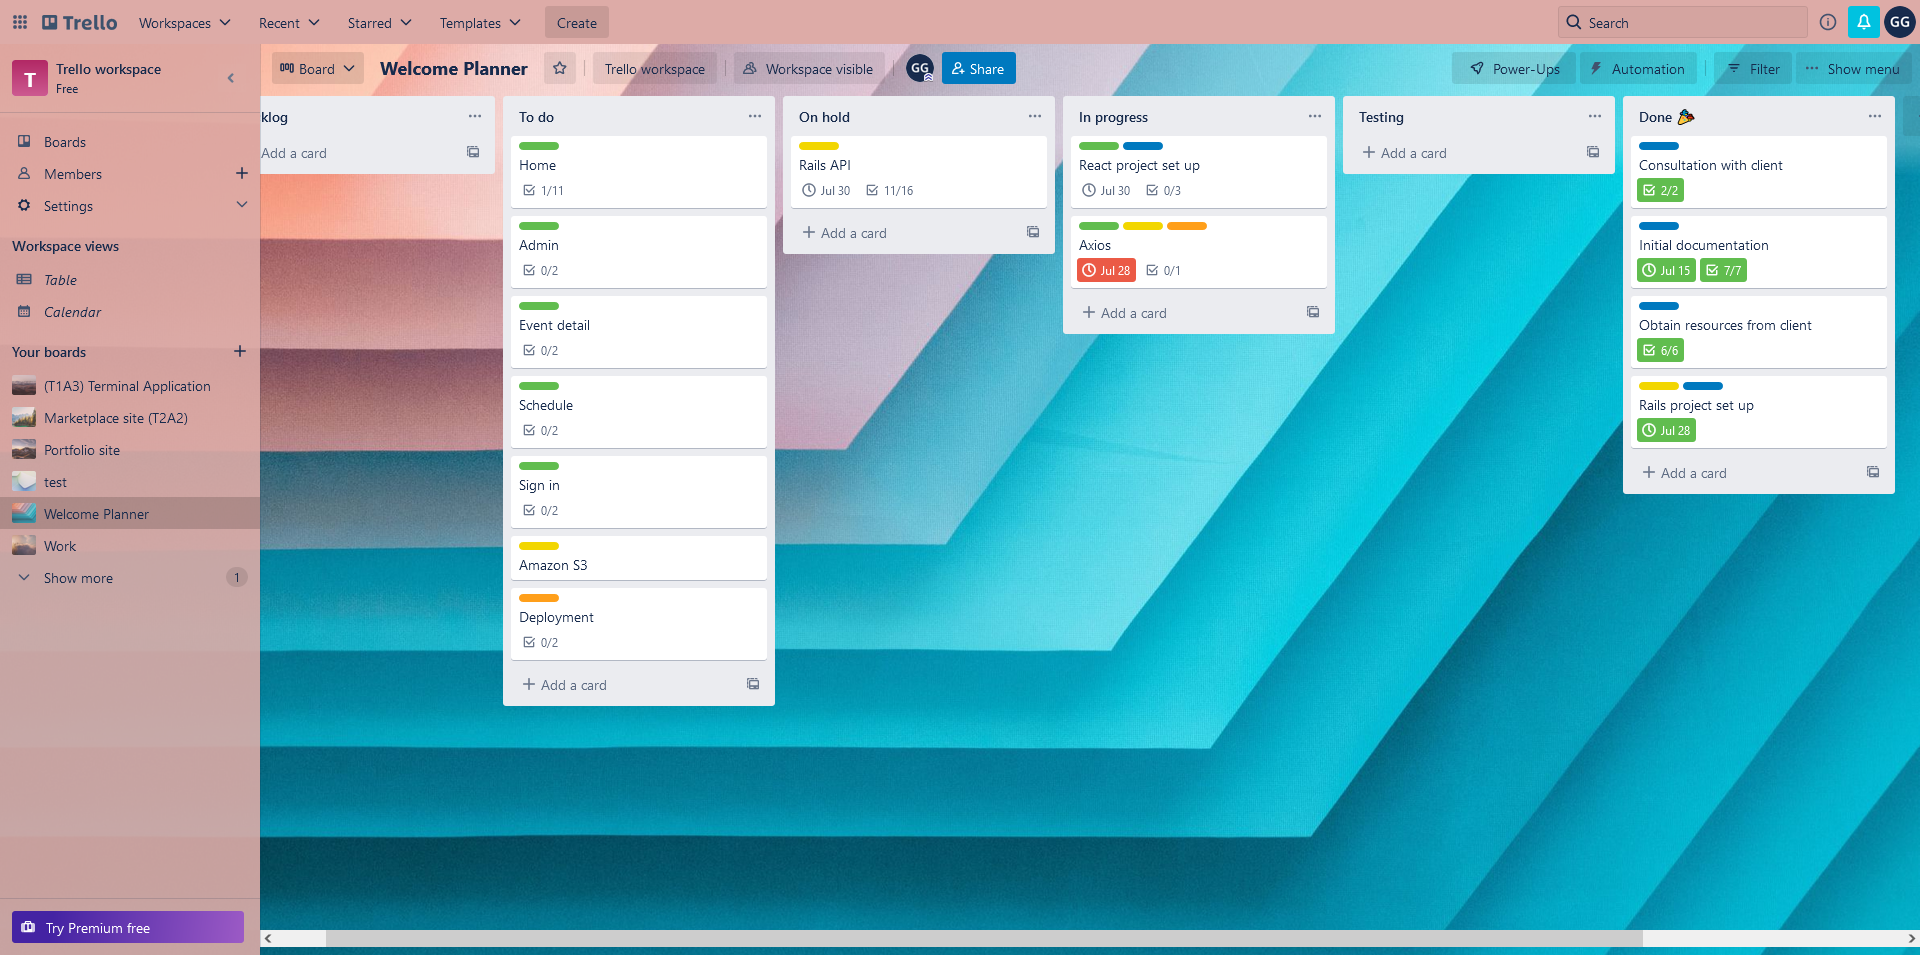 Trello
Workspaces
Recent
Starred
Templates
Create
Search
GG
T
Trello workspace
Free
Board
Welcome Planner
Trello workspace
Workspace visible
GG
Share
Power-Ups
Automation
Filter
Show menu
Boards
Members
Settings
Workspace views
Table
Calendar
Your boards
(T1A3) Terminal Application
Marketplace site (T2A2)
Portfolio site
test
Welcome Planner
Work
Show more
1
Try Premium free
klog
Add a card
To do
Home
1/11
Admin
0/2
Event detail
0/2
Schedule
0/2
Sign in
0/2
Amazon S3
Deployment
0/2
Add a card
On hold
Rails API
Jul 30 11/16
Add a card
In progress
React project set up
Jul 30 0/3
Axios
Jul 28 0/1
Add a card
Testing
Add a card
Done 🎉
Consultation with client
2/2
Initial documentation
Jul 15 7/7
Obtain resources from client
6/6
Rails project set up
Jul 28
Add a card